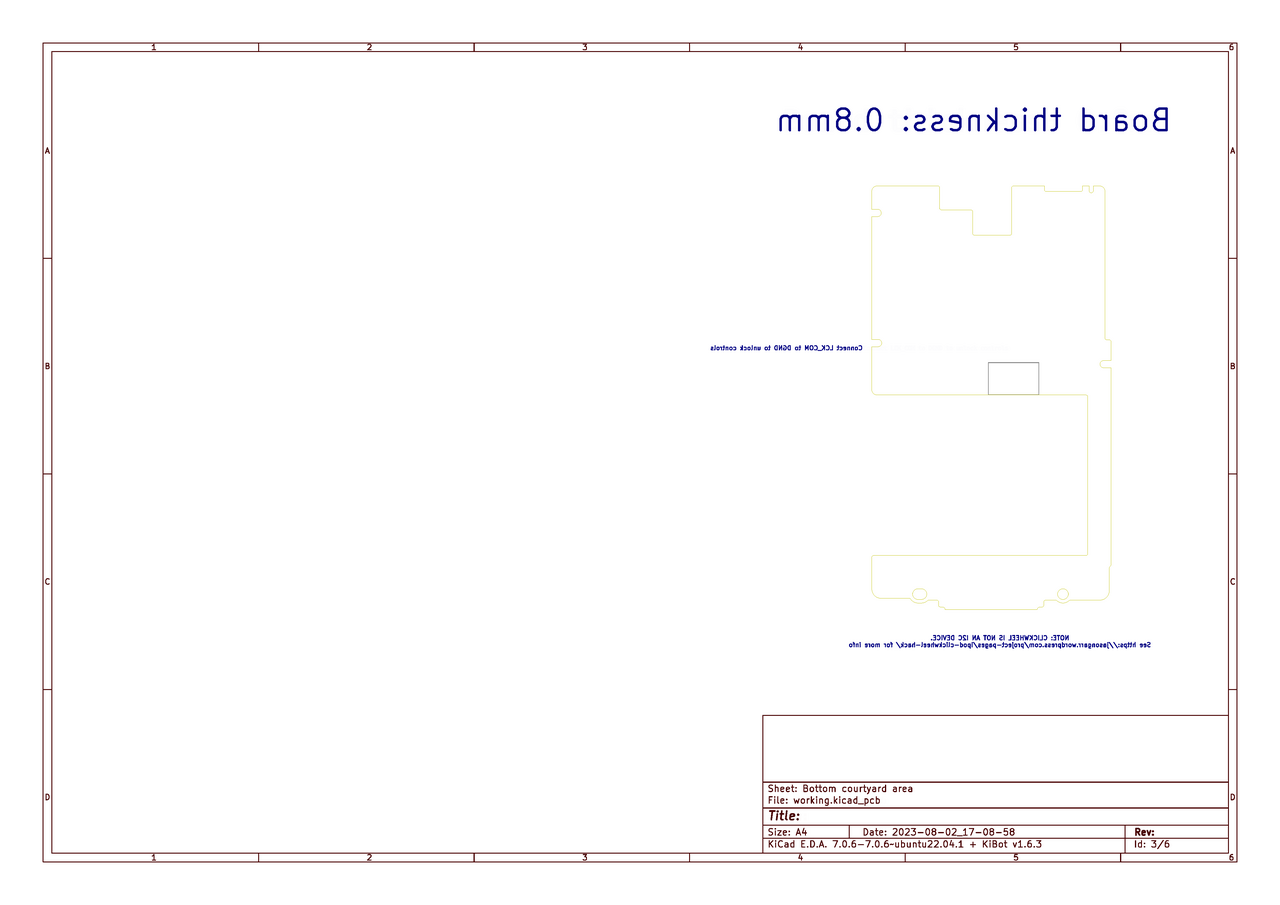 1 2 3 4 5 6
Board thickness: 0.8mm
A A
Connect LCK_COM to DGND to unlock controls
B B
C C
NOTE: CLICKWHEEL IS NOT AN I2C DEVICE.
See https://jasongarr.wordpress.com/project-pages/ipod-clickwheel-hack/ for more info
Sheet: Bottom courtyard area
D D
File: working.kicad_pcb
Title:
Size: A4 Date: 2023-08-02_17-08-58 Rev:
KiCad E.D.A. 7.0.6-7.0.6~ubuntu22.04.1 + KiBot v1.6.3 Id: 3/6
1 2 3 4 5 6